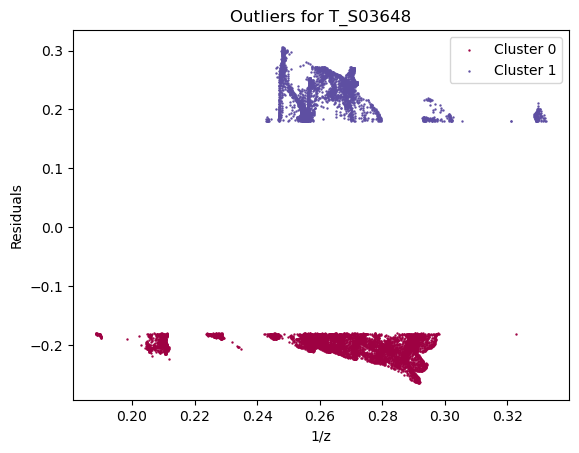 Outliers for T_S03648
Cluster 0
Cluster 1
Residuals
0.3
0.2
0.1
0.0
−0.1
−0.2
0.20 0.22 0.24 0.26 0.28 0.30 0.32
1/z